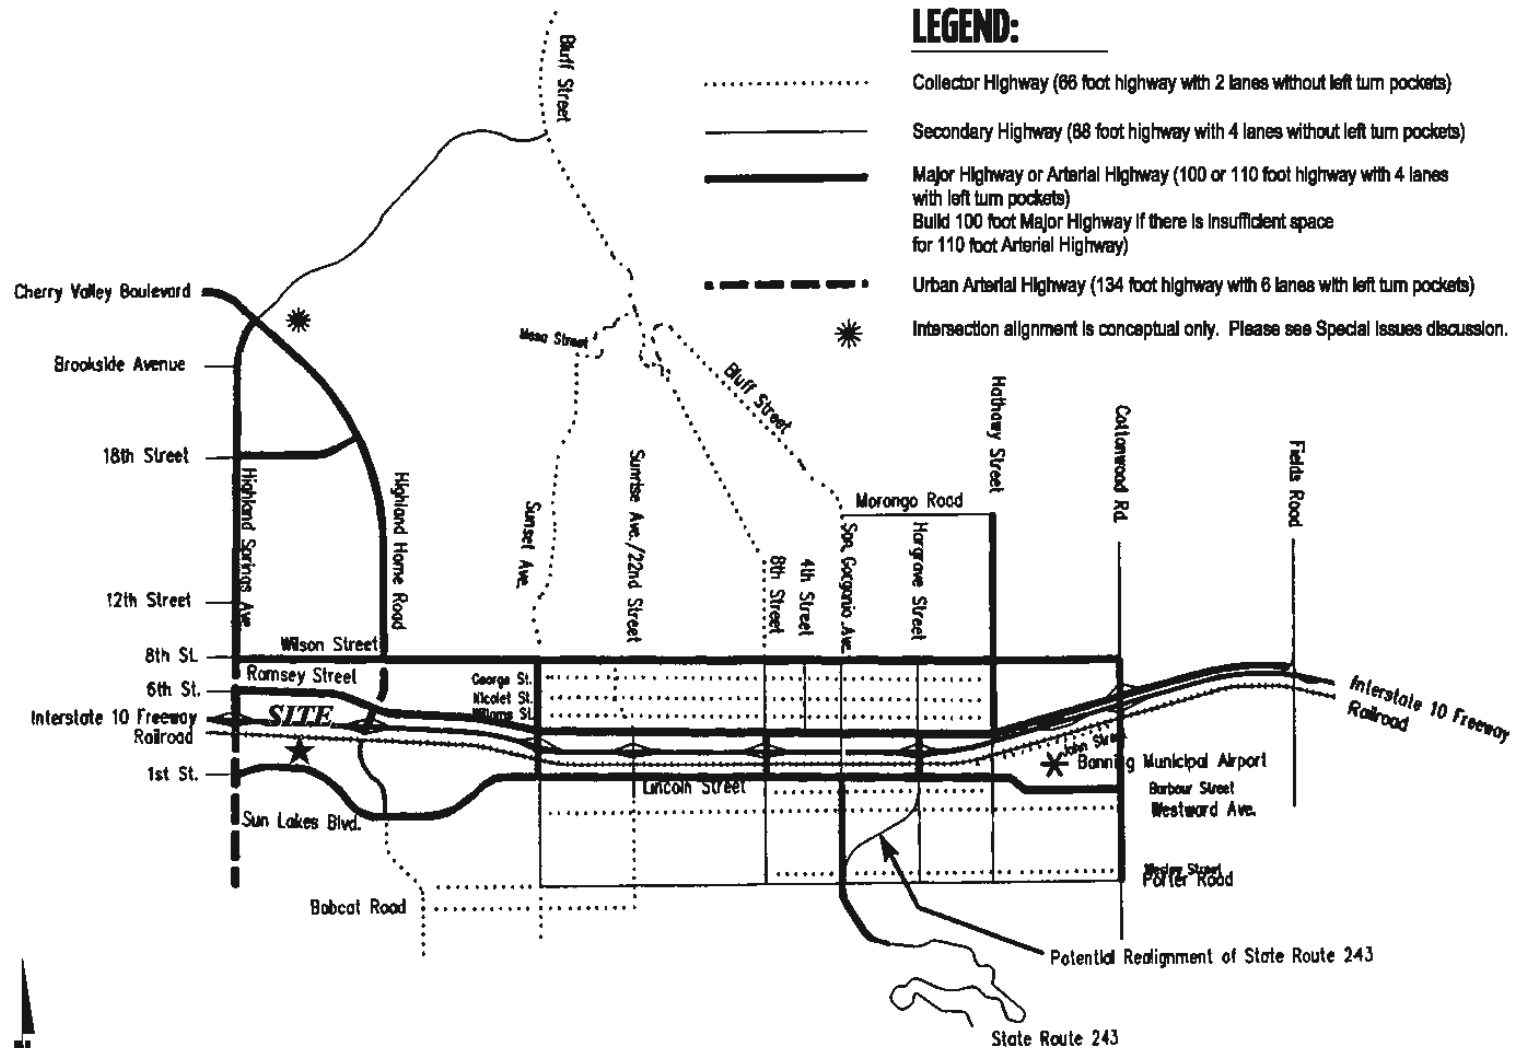 LEGEND:
Collector Highway (66 foot highway with 2 lanes without left turn pockets)
Secondary Highway (88 foot highway with 4 lanes without left turn pockets)
Major Highway or Arterial Highway (100 or 110 foot highway with 4 lanes
with left turn pockets)
Build 100 foot Major Highway if there is insufficient space
for 110 foot Arterial Highway)
Urban Arterial Highway (134 foot highway with 6 lanes with left turn pockets)
Intersection alignment is conceptual only. Please see Special Issues discussion.
Bluff Street
Cherry Valley Boulevard
Mesa Street
Brookside Avenue
Bluff Street
Hathaway Street
Cottonwood Rd.
Fields Road
18th Street
Highland Springs Ave.
Highland Home Road
Sunset Ave.
Sunrise Ave./22nd Street
Morongo Road
8th Street
4th Street
San Gorgonio Ave.
Hargrave Street
12th Street
Wilson Street
8th St.
Ramsey Street
George St.
6th St.
Nicolet St.
Williams St.
Interstate 10 Freeway
SITE
Railroad
Interstate 10 Freeway
Railroad
John Street
Banning Municipal Airport
1st St.
Lincoln Street
Barbour Street
Westward Ave.
Sun Lakes Blvd.
Wesley Street
Porter Road
Bobcat Road
Potential Realignment of State Route 243
State Route 243
N